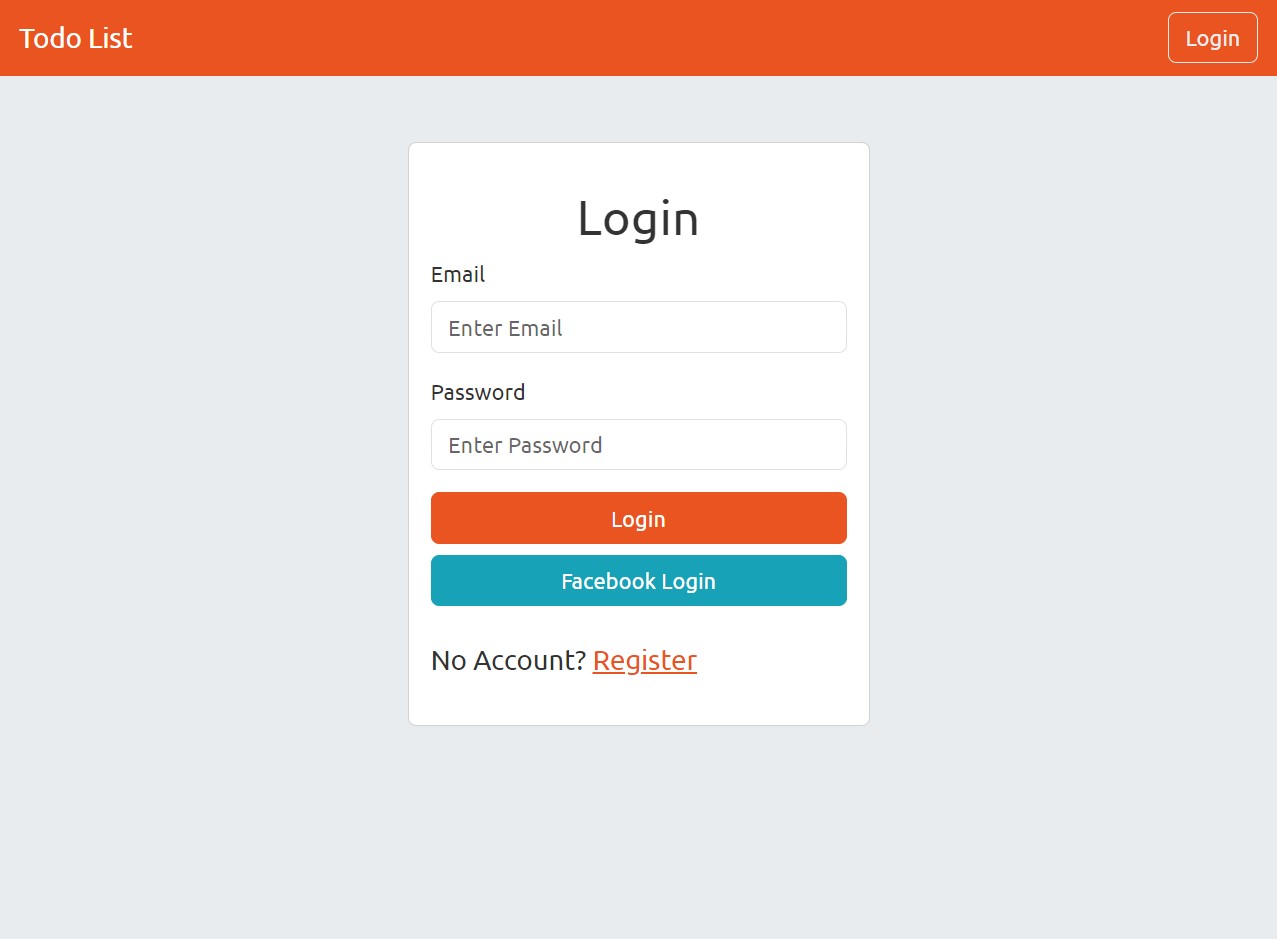 Todo List
Login
Login
Email
Enter Email
Password
Enter Password
Login
Facebook Login
No Account? Register